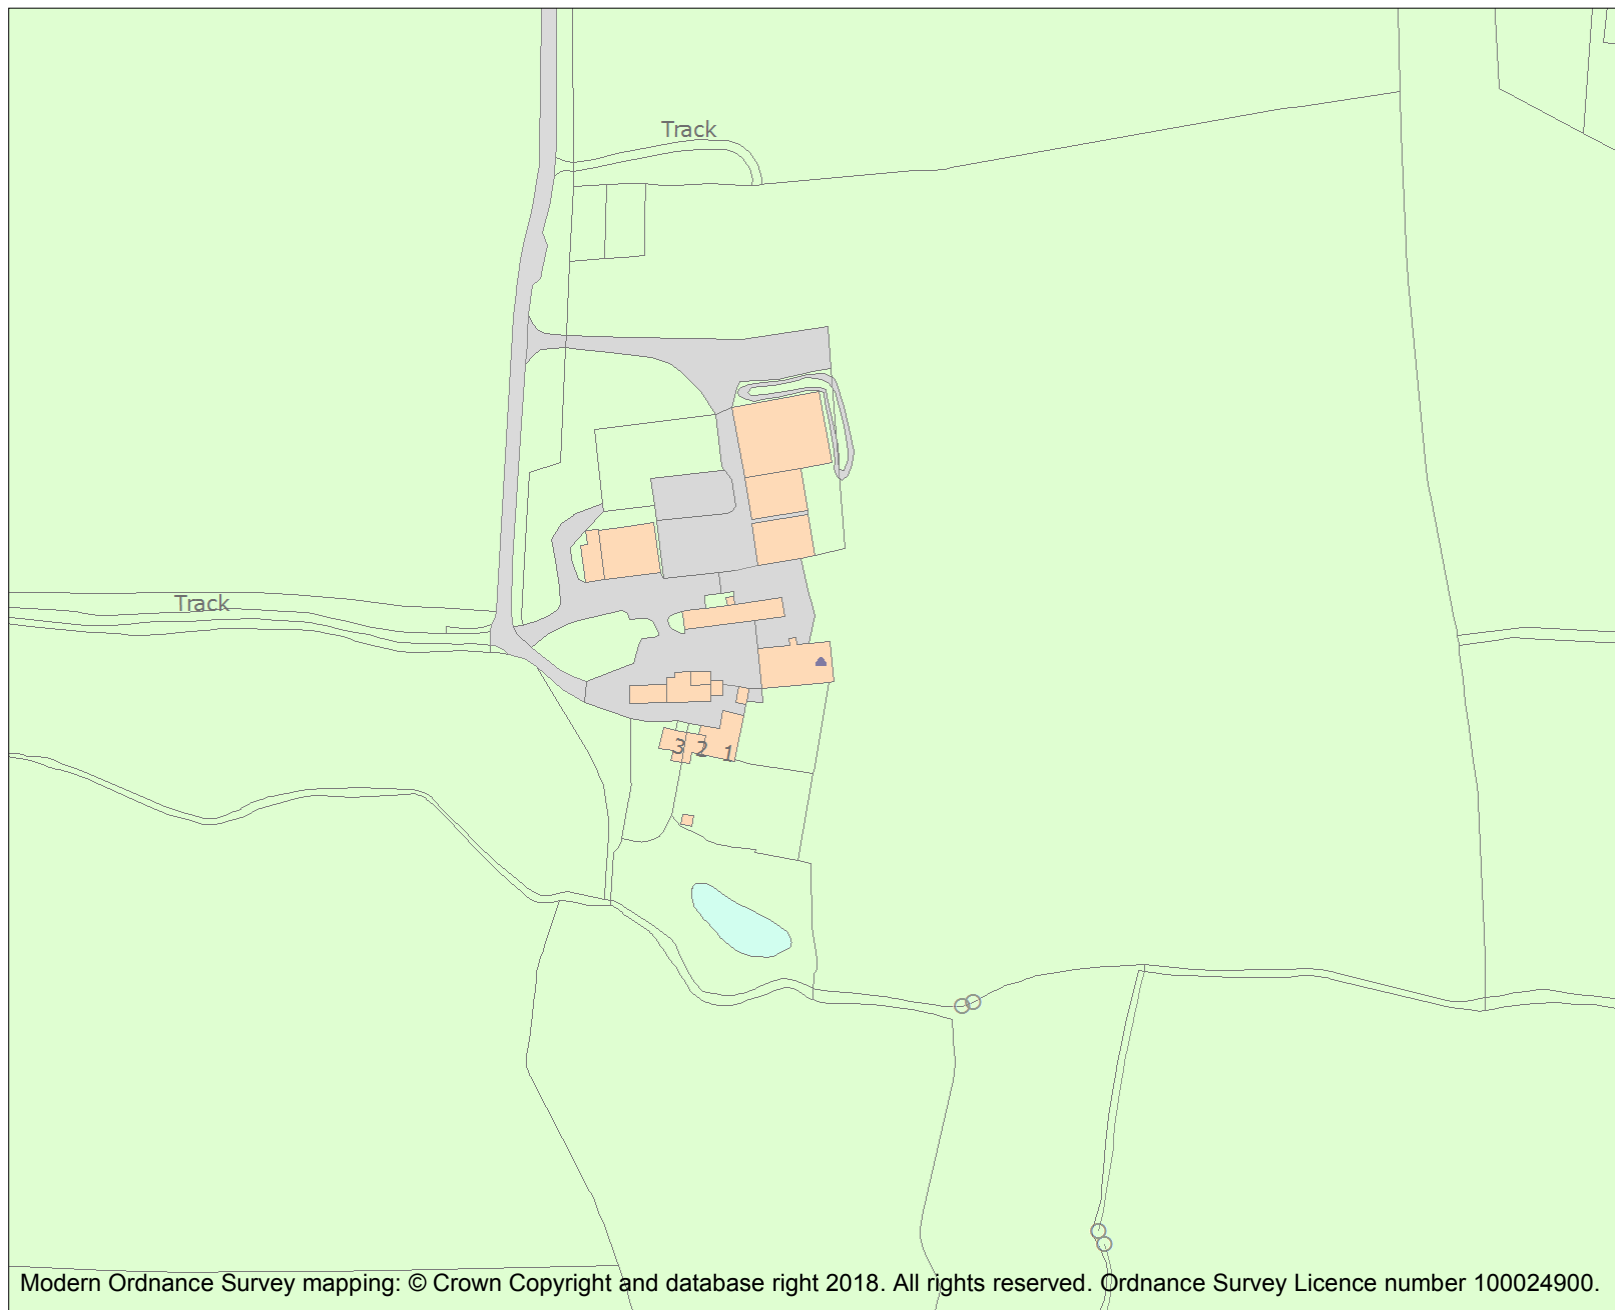 Track
Track
3 2 1
Modern Ordnance Survey mapping: © Crown Copyright and database right 2018. All rights reserved. Ordnance Survey Licence number 100024900.